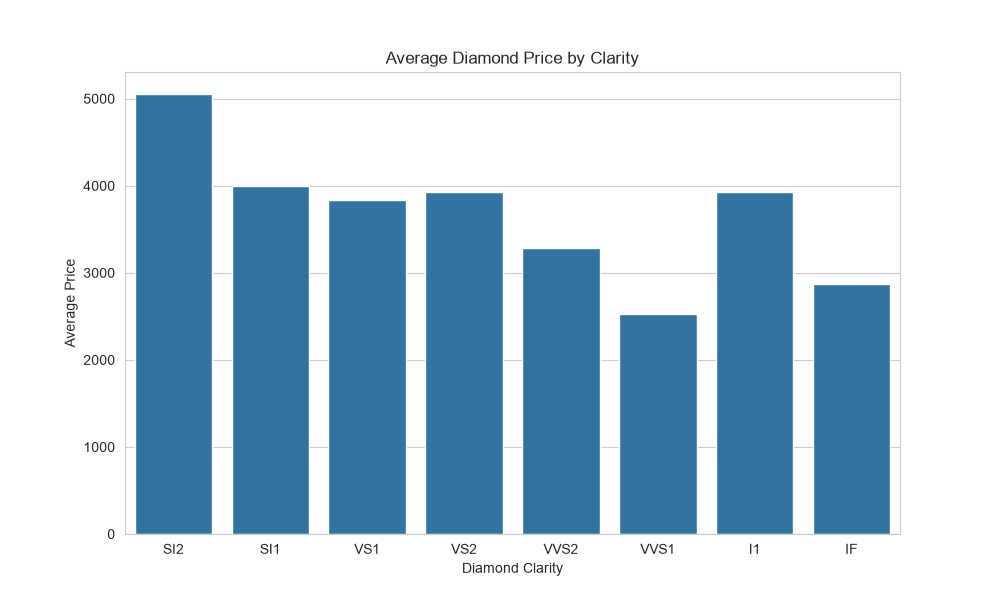 Average Diamond Price by Clarity
Average Price
5000
4000
3000
2000
1000
0
SI2 SI1 VS1 VS2 VVS2 VVS1 I1 IF
Diamond Clarity